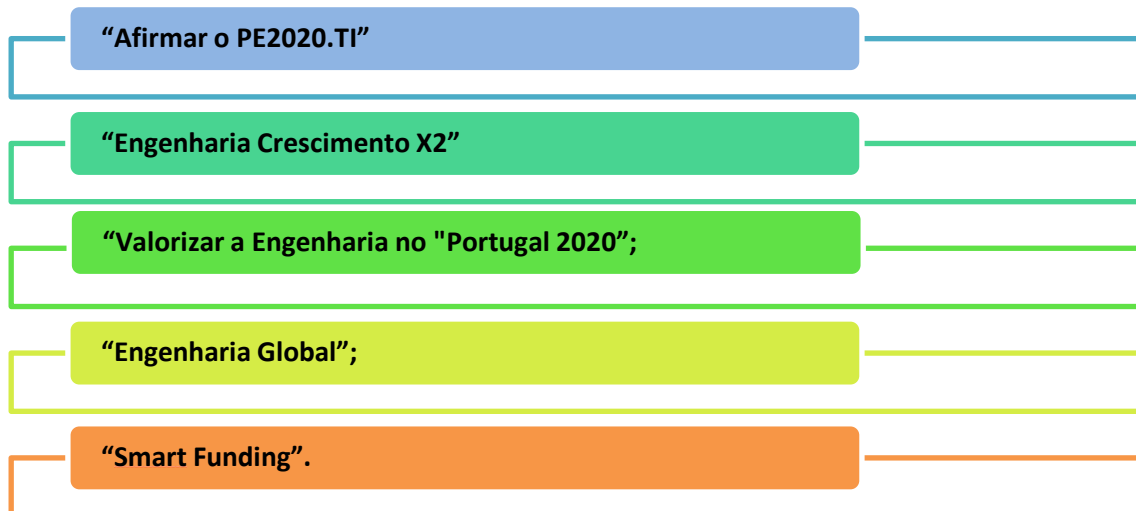 “Afirmar o PE2020.TI”
“Engenharia Crescimento X2”
“Valorizar a Engenharia no "Portugal 2020”;
“Engenharia Global”;
“Smart Funding”.